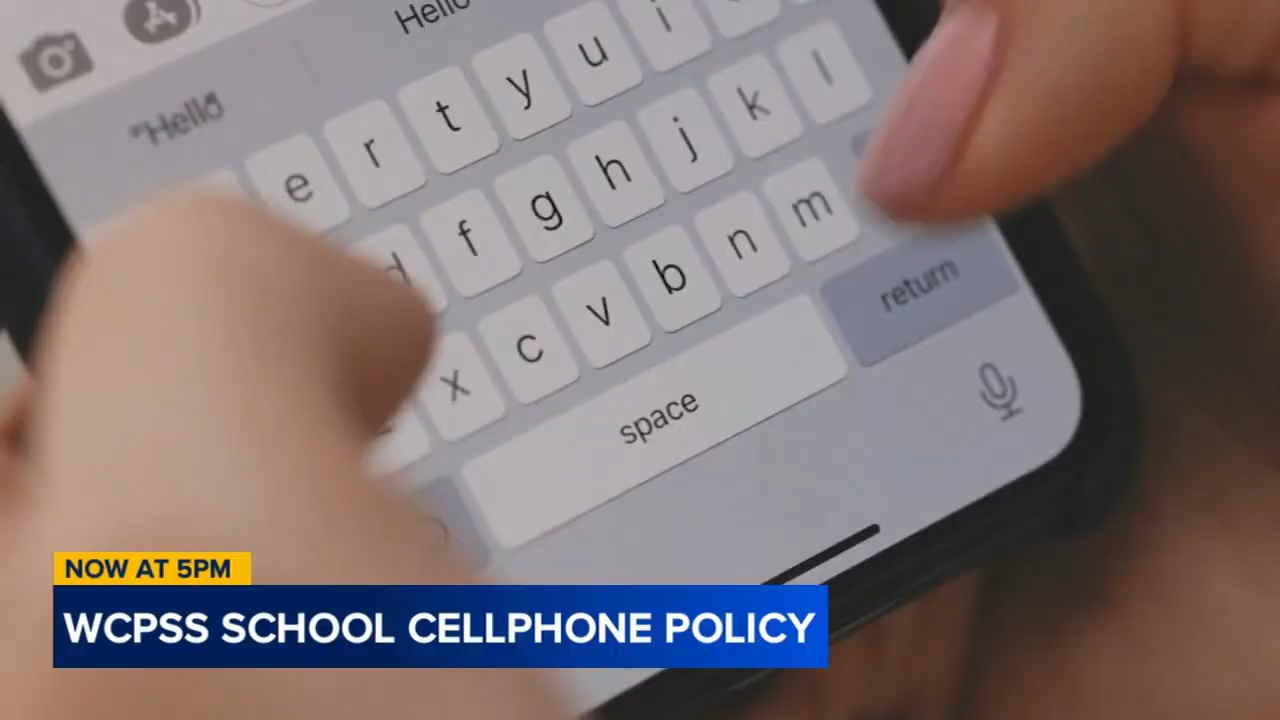 Hello
"Hello
e r t y u i
d f g h j k l
x c v b n m
space return
NOW AT 5PM
WCPSS SCHOOL CELLPHONE POLICY